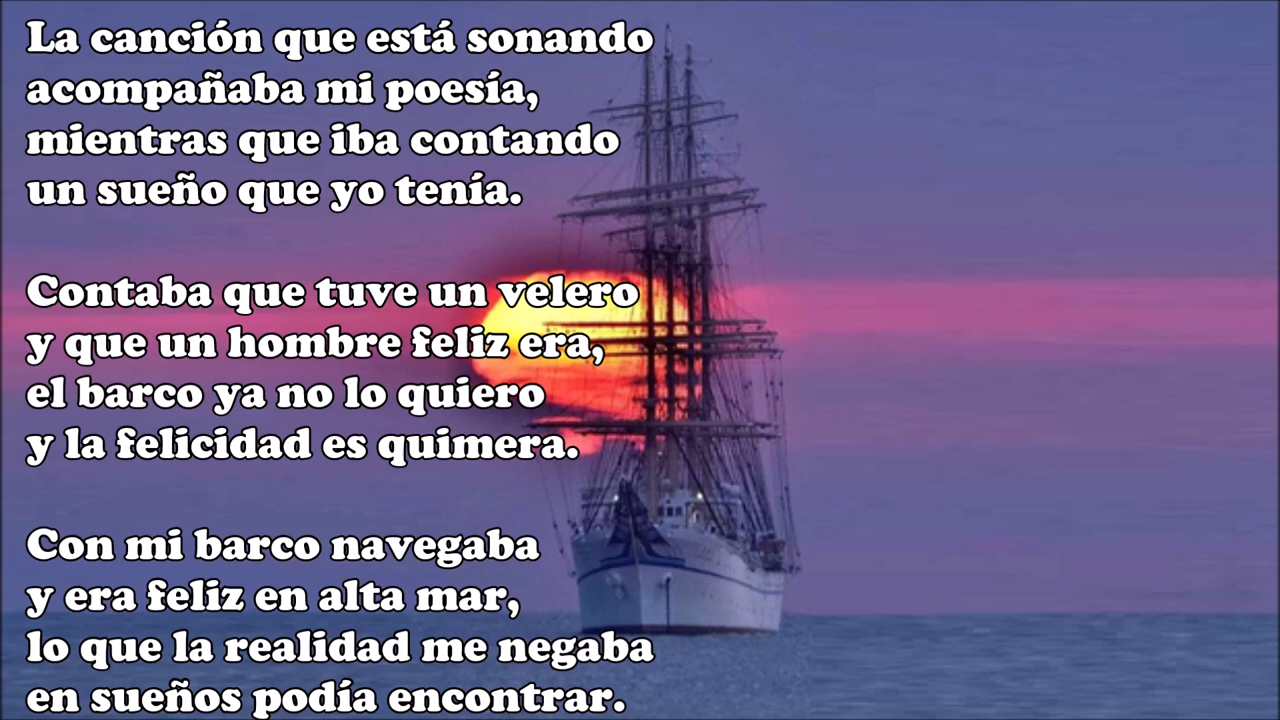 La canción que está sonando
acompañaba mi poesía,
mientras que iba contando
un sueño que yo tenía.
Contaba que tuve un velero
y que un hombre feliz era,
el barco ya no lo quiero
y la felicidad es quimera.
Con mi barco navegaba
y era feliz en alta mar,
lo que la realidad me negaba
en sueños podía encontrar.